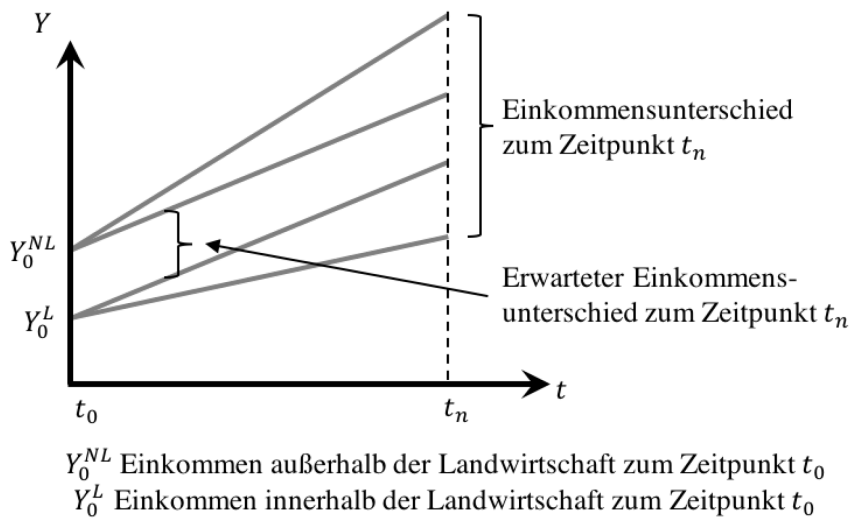 Y
Einkommensunterschied
zum Zeitpunkt tₙ
Y₀ᴺᴸ
Erwarteter Einkommens-
unterschied zum Zeitpunkt tₙ
Y₀ᴸ
t
t₀
tₙ
Y₀ᴺᴸ Einkommen außerhalb der Landwirtschaft zum Zeitpunkt t₀
Y₀ᴸ Einkommen innerhalb der Landwirtschaft zum Zeitpunkt t₀